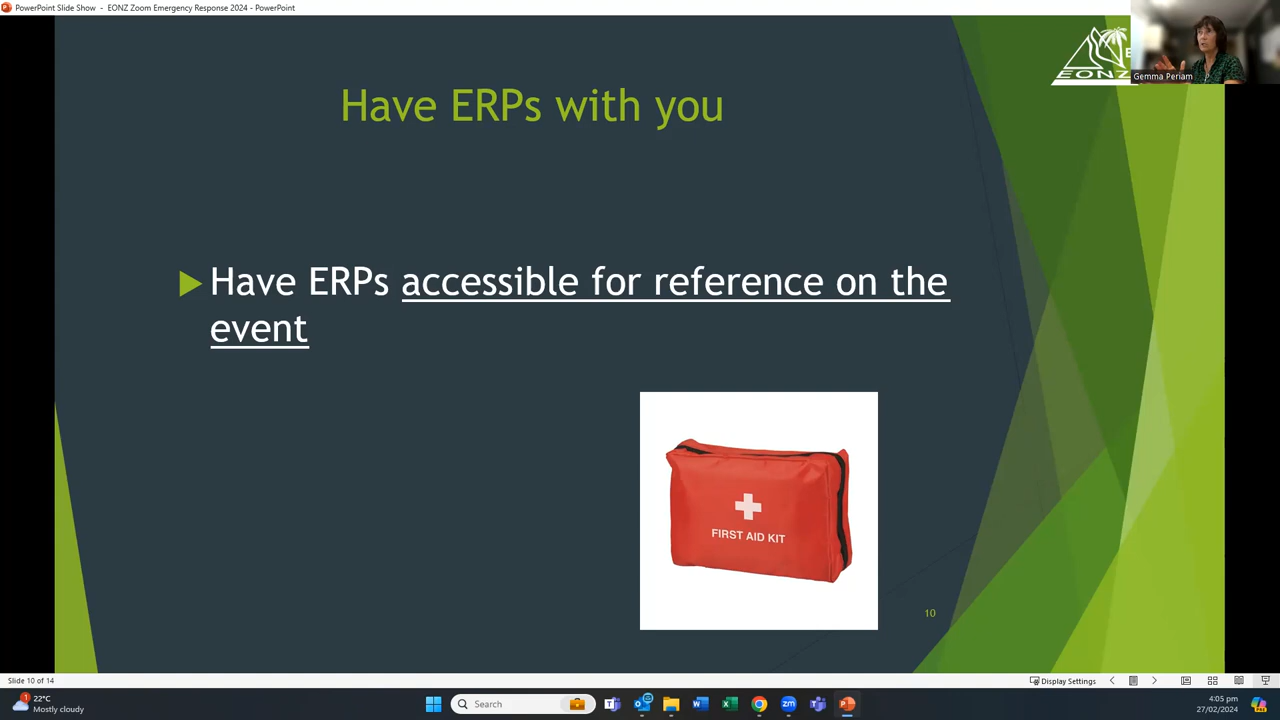 PowerPoint Slide Show - EONZ Zoom Emergency Response 2024 - PowerPoint
EONZ
Gemma Periam
Have ERPs with you
Have ERPs accessible for reference on the
event
FIRST AID KIT
10
Slide 10 of 14
Display Settings
1
22°C
Mostly cloudy
Search
zm
4:05 pm
27/02/2024